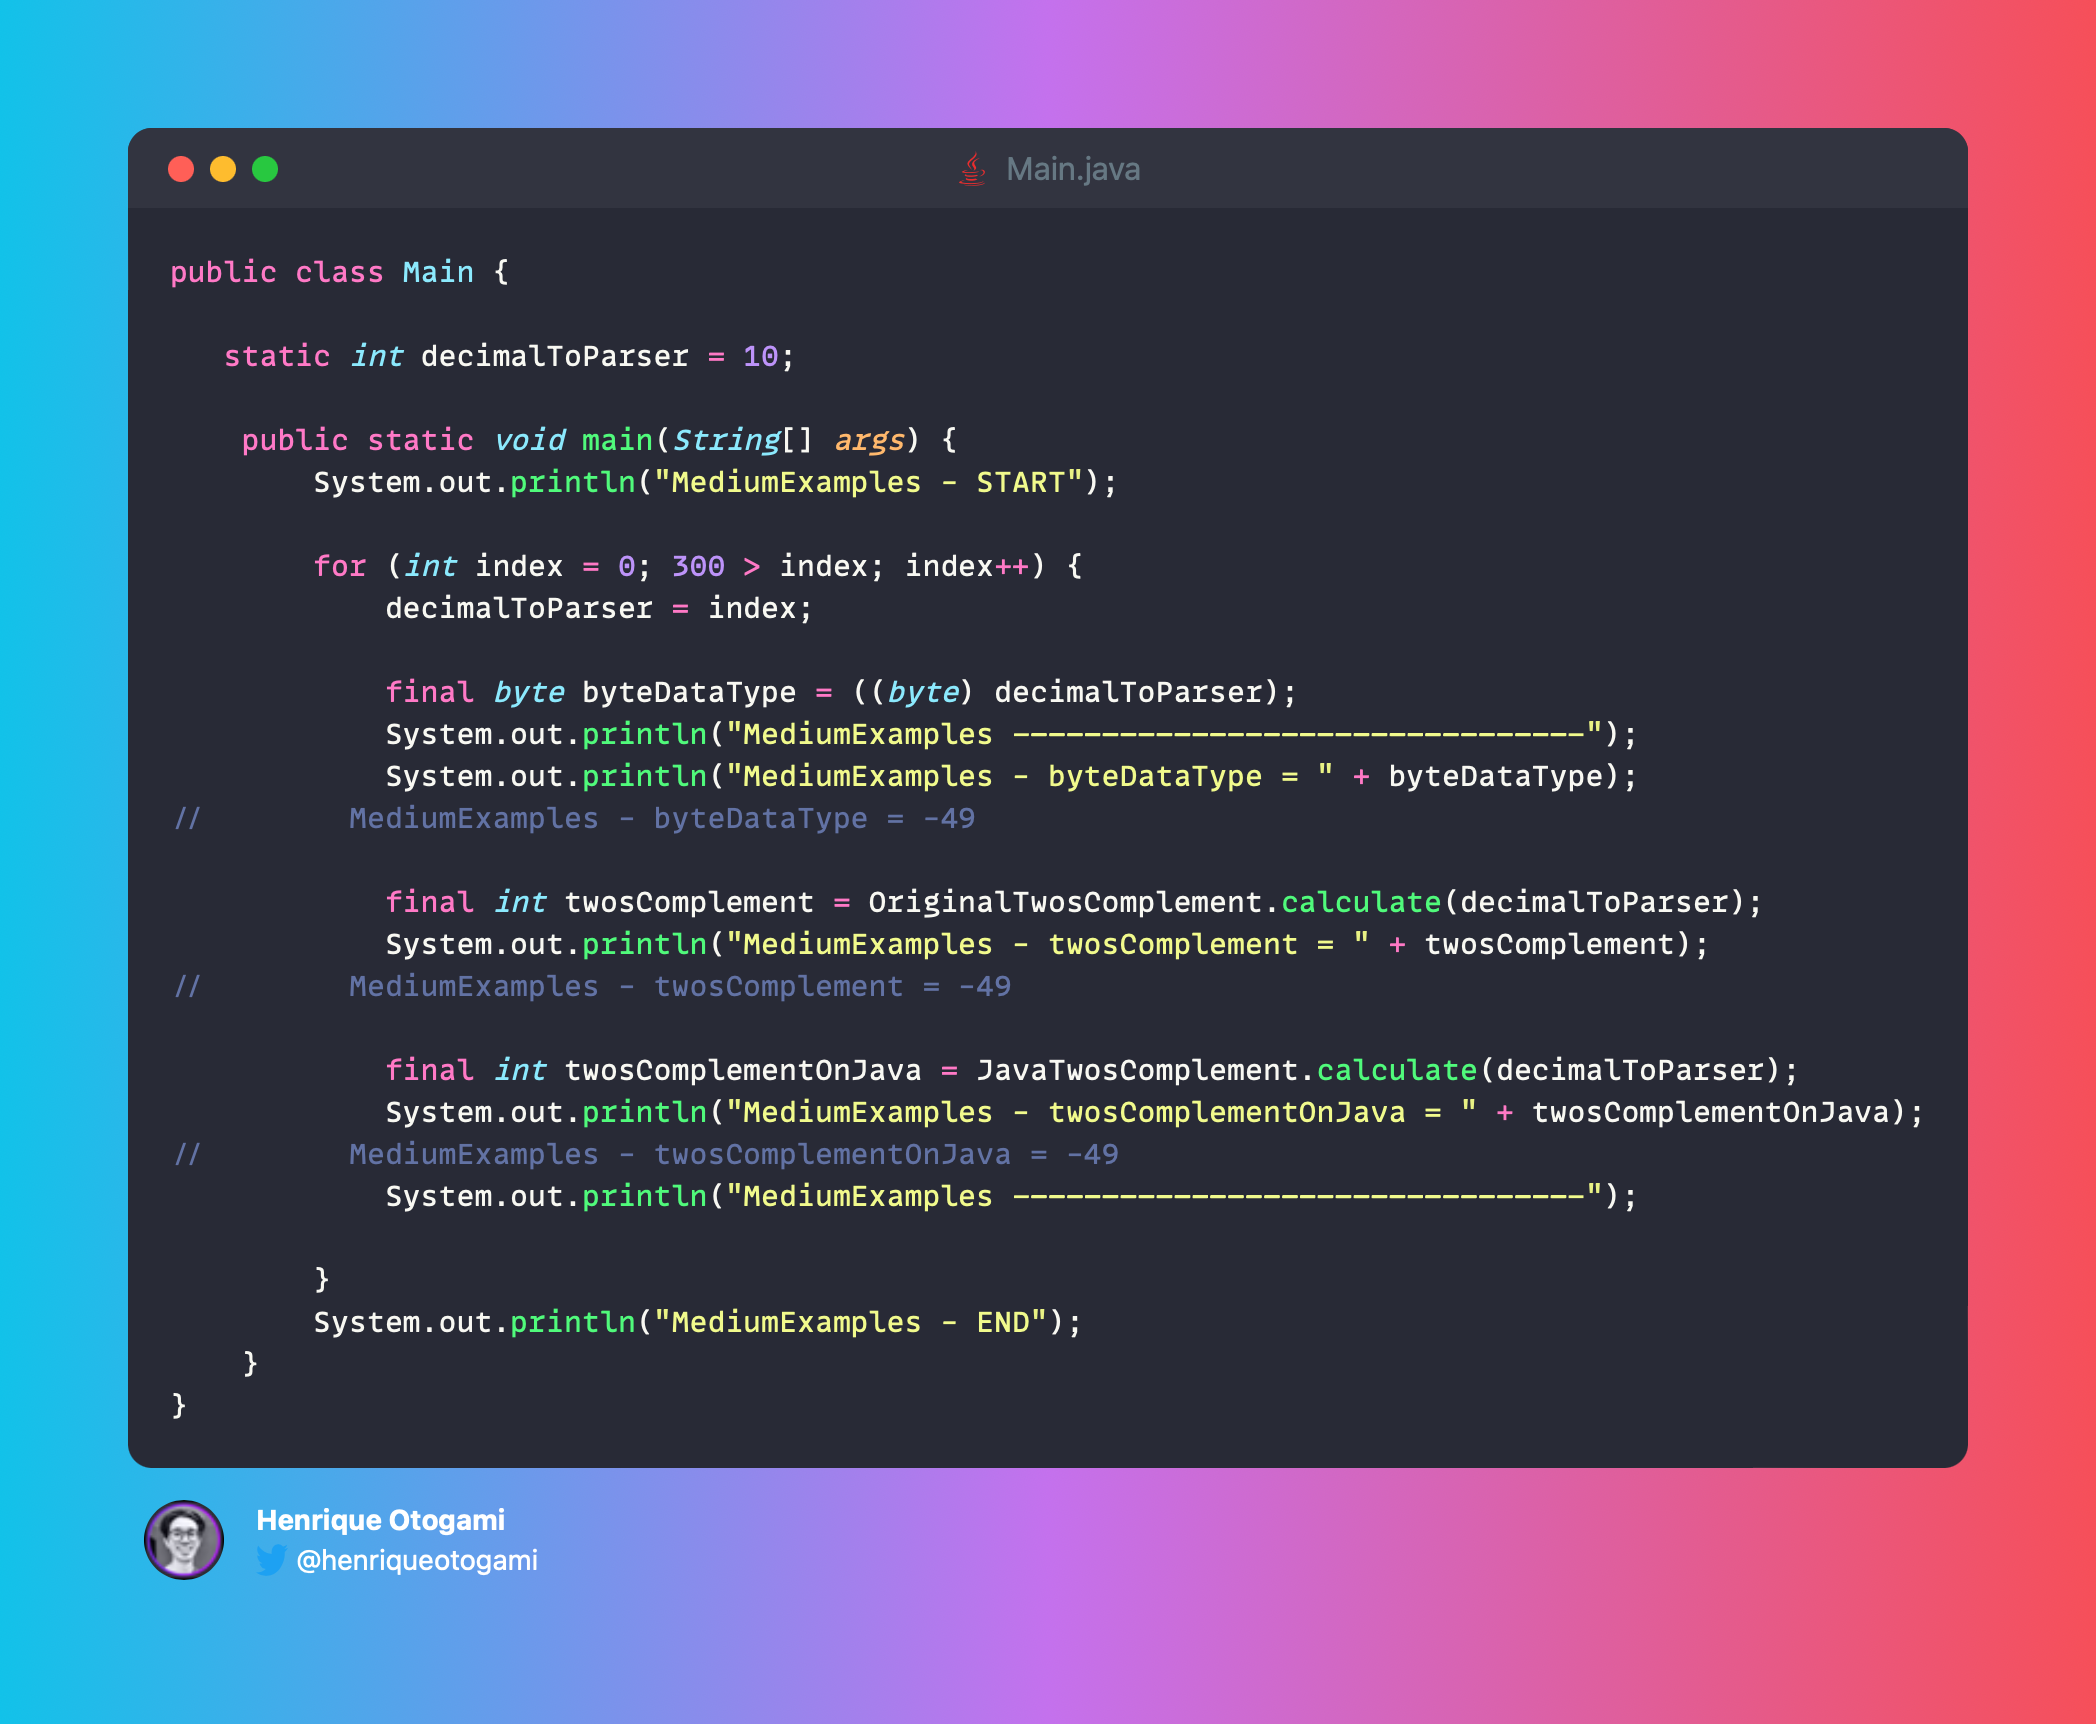 Main.java
public class Main {
static int decimalToParser = 10;
public static void main(String[] args) {
System.out.println("MediumExamples - START");
for (int index = 0; 300 > index; index++) {
decimalToParser = index;
final byte byteDataType = ((byte) decimalToParser);
System.out.println("MediumExamples --------------------------------");
System.out.println("MediumExamples - byteDataType = " + byteDataType);
// MediumExamples - byteDataType = -49
final int twosComplement = OriginalTwosComplement.calculate(decimalToParser);
System.out.println("MediumExamples - twosComplement = " + twosComplement);
// MediumExamples - twosComplement = -49
final int twosComplementOnJava = JavaTwosComplement.calculate(decimalToParser);
System.out.println("MediumExamples - twosComplementOnJava = " + twosComplementOnJava);
// MediumExamples - twosComplementOnJava = -49
System.out.println("MediumExamples --------------------------------");
}
System.out.println("MediumExamples - END");
}
}
Henrique Otogami
@henriqueotogami